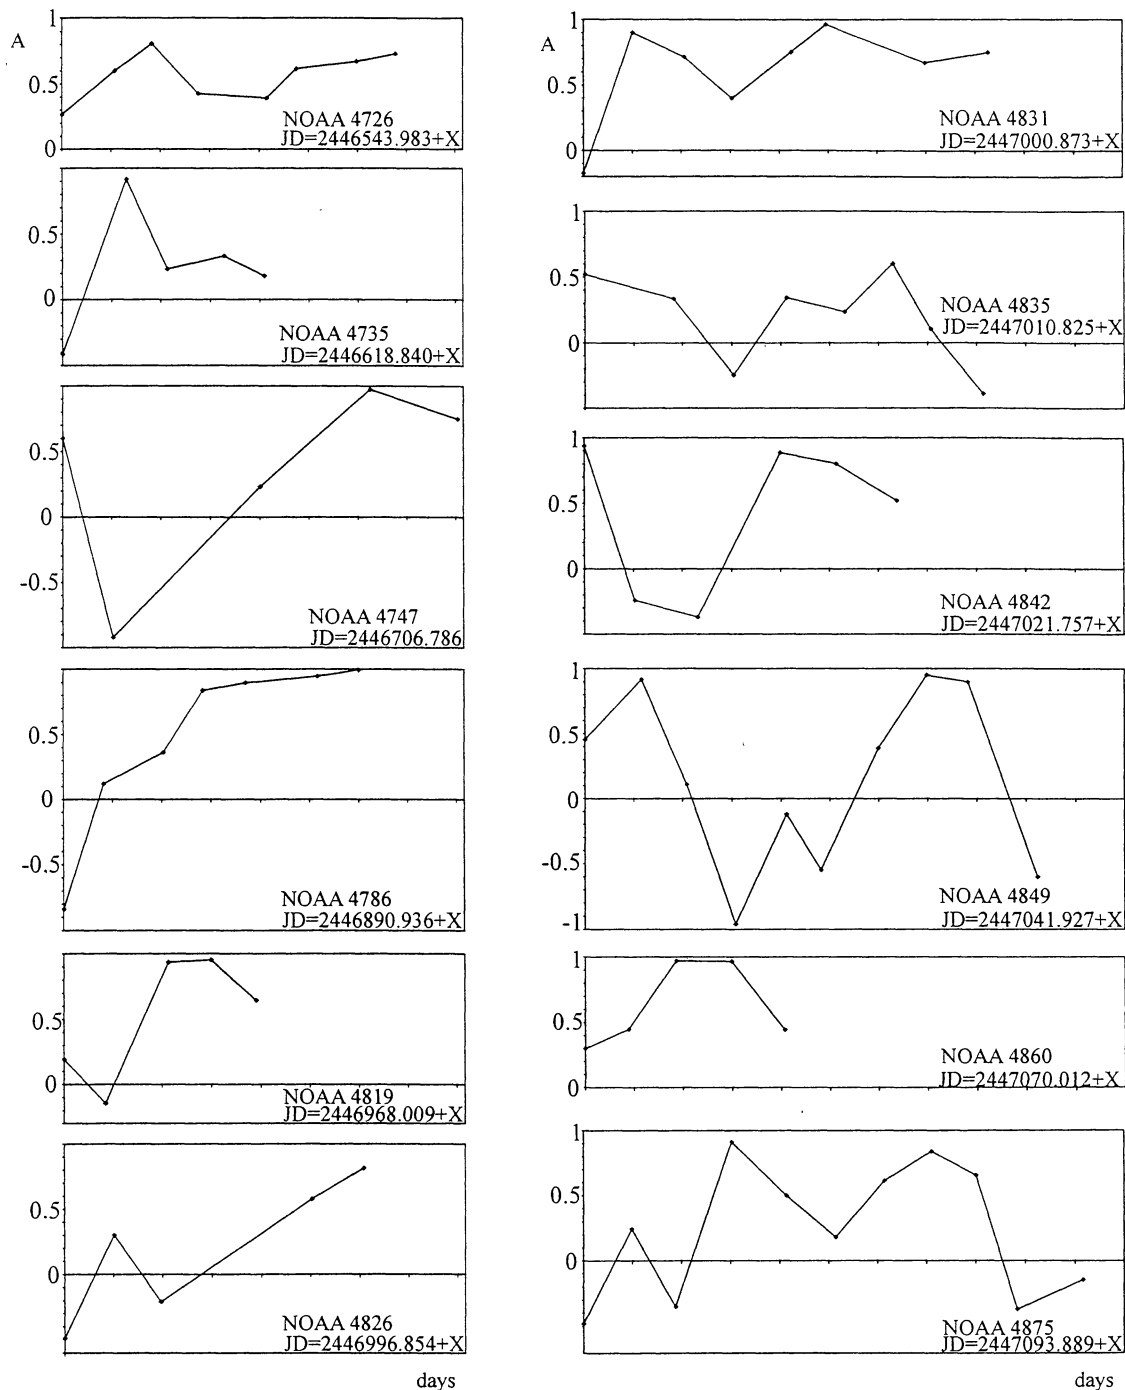 1
A
0.5
0
NOAA 4726
JD=2446543.983+X
0.5
0
NOAA 4735
JD=2446618.840+X
0.5
0
-0.5
NOAA 4747
JD=2446706.786
0.5
0
-0.5
NOAA 4786
JD=2446890.936+X
0.5
0
NOAA 4819
JD=2446968.009+X
0.5
0
NOAA 4826
JD=2446996.854+X
days
1
A
0.5
0
NOAA 4831
JD=2447000.873+X
1
0.5
0
NOAA 4835
JD=2447010.825+X
1
0.5
0
NOAA 4842
JD=2447021.757+X
1
0.5
0
-0.5
-1
NOAA 4849
JD=2447041.927+X
1
0.5
0
NOAA 4860
JD=2447070.012+X
1
0.5
0
NOAA 4875
JD=2447093.889+X
days